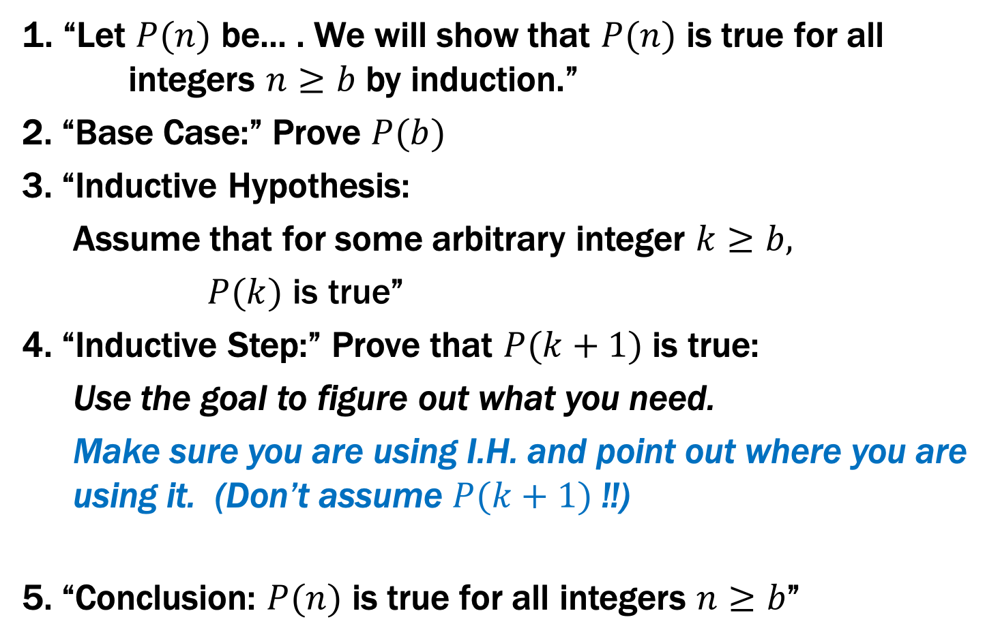 1. “Let P(n) be... . We will show that P(n) is true for all
integers n ≥ b by induction.”
2. “Base Case:” Prove P(b)
3. “Inductive Hypothesis:
Assume that for some arbitrary integer k ≥ b,
P(k) is true”
4. “Inductive Step:” Prove that P(k + 1) is true:
Use the goal to figure out what you need.
Make sure you are using I.H. and point out where you are
using it. (Don’t assume P(k + 1) !!)
5. “Conclusion: P(n) is true for all integers n ≥ b”